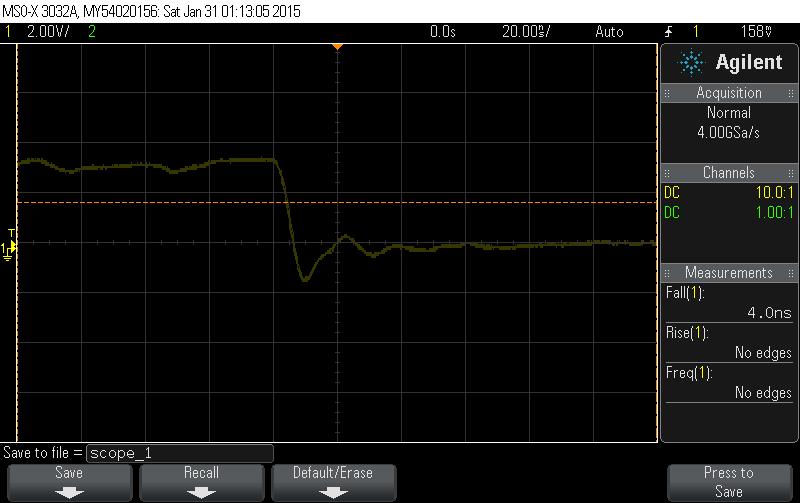 MSO-X 3032A, MY54020156: Sat Jan 31 01:13:05 2015
1 2.00V/ 2 0.0s 20.00ns/ Auto 1 158mV
Agilent
Acquisition
Normal
4.00GSa/s
Channels
DC 10.0:1
DC 1.00:1
T
1
Measurements
Fall(1):
4.0ns
Rise(1):
No edges
Freq(1):
No edges
Save to file = scope_1
Save Recall Default/Erase Press to
Save